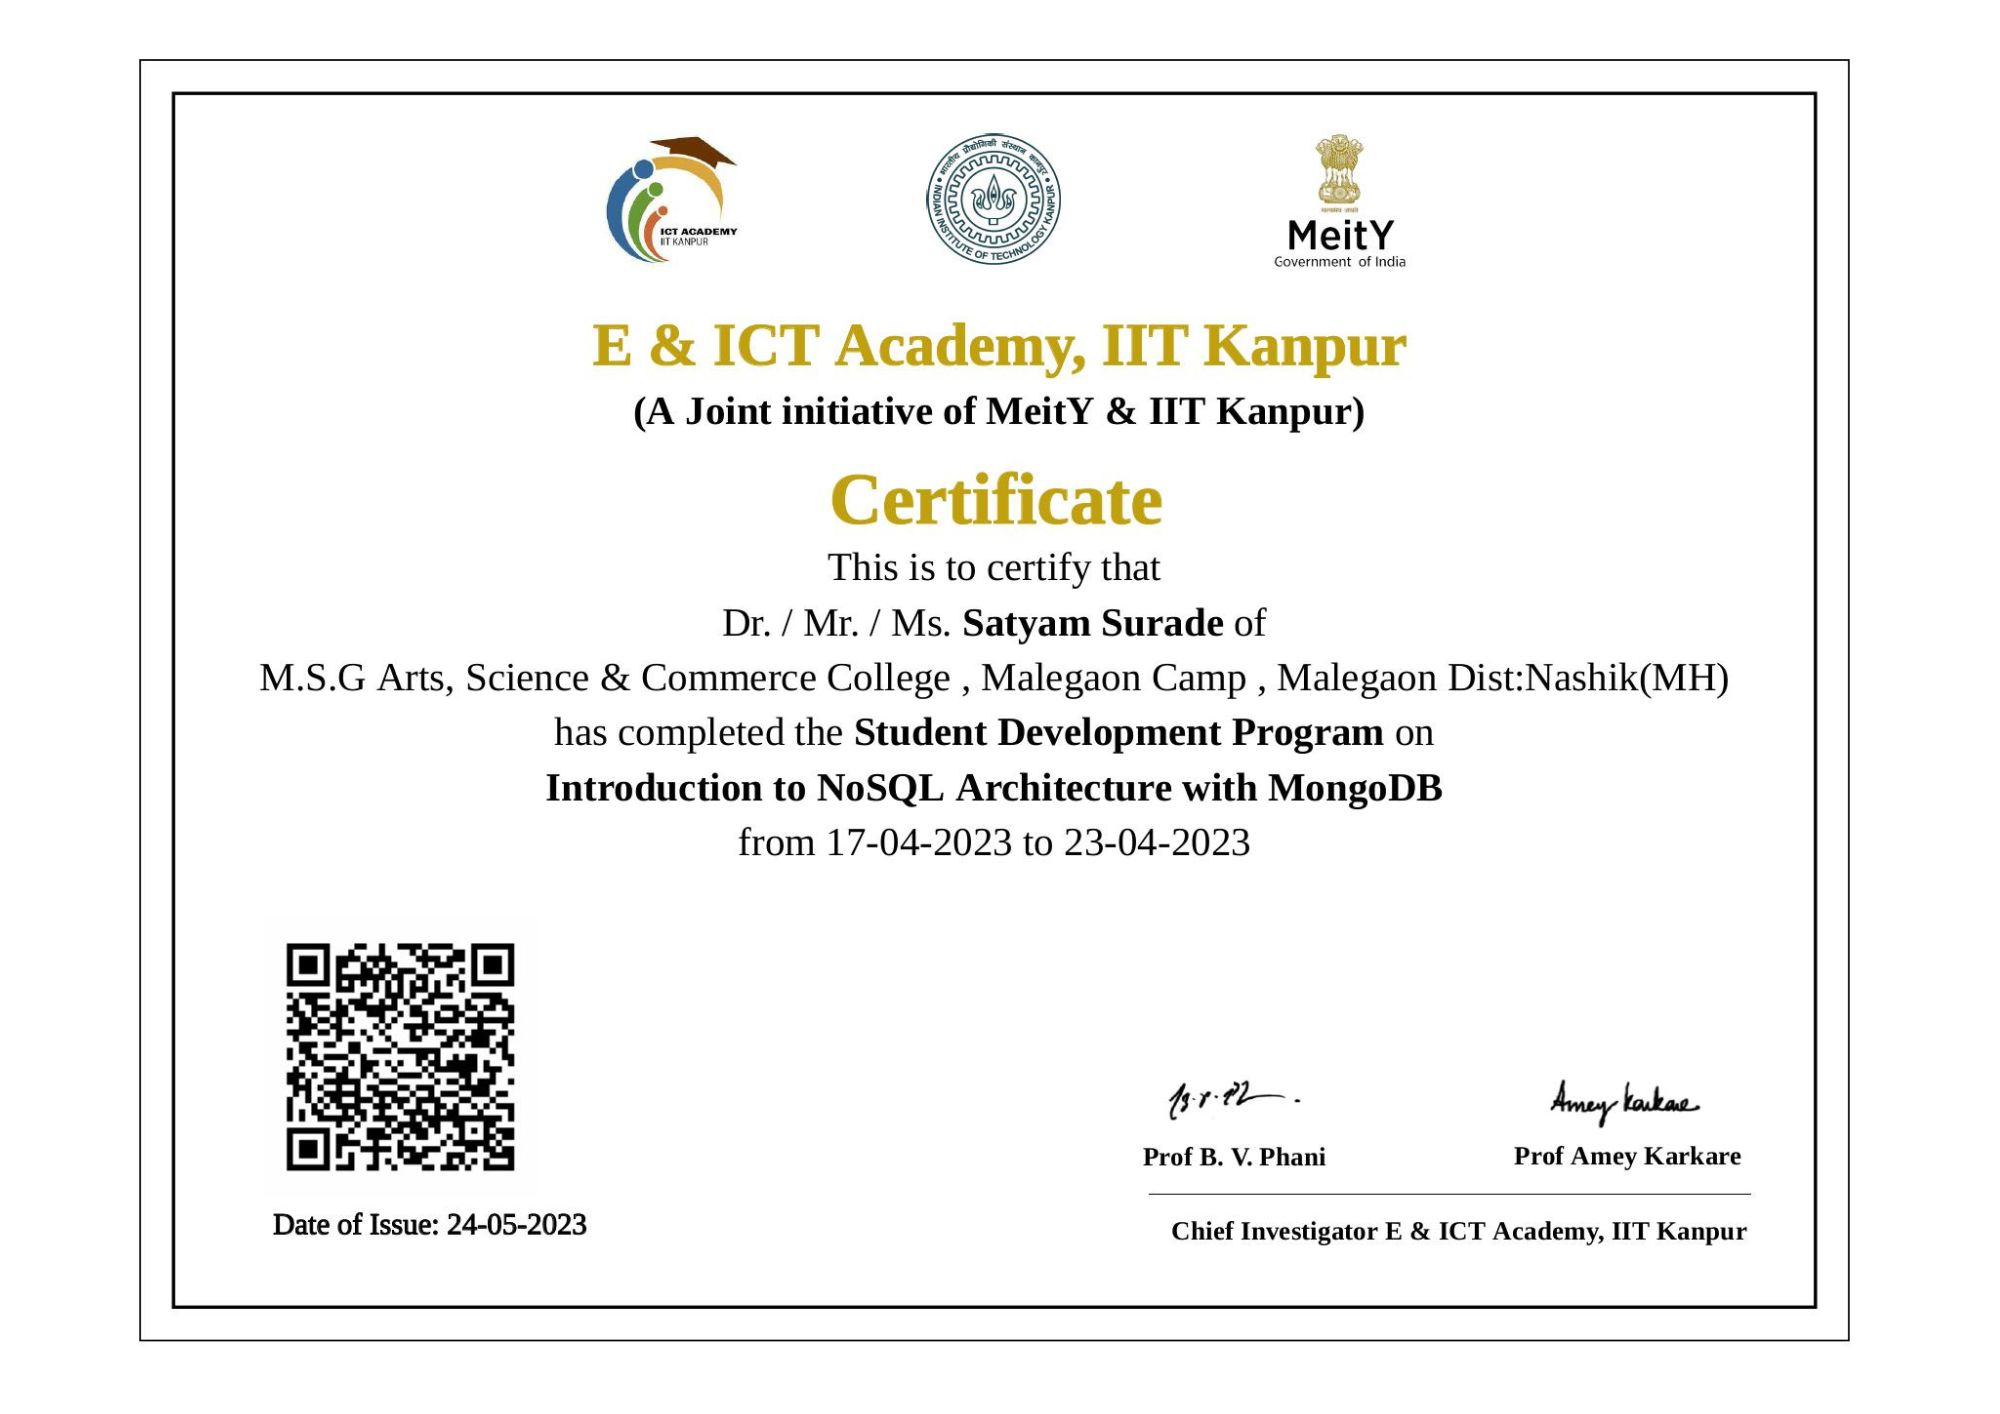 ICT ACADEMY
IIT KANPUR
भारतीय प्रौद्योगिकी संस्थान कानपुर
INDIAN INSTITUTE OF TECHNOLOGY KANPUR
MeitY
Government of India
E & ICT Academy, IIT Kanpur
(A Joint initiative of MeitY & IIT Kanpur)
Certificate
This is to certify that
Dr. / Mr. / Ms. Satyam Surade of
M.S.G Arts, Science & Commerce College , Malegaon Camp , Malegaon Dist:Nashik(MH)
has completed the Student Development Program on
Introduction to NoSQL Architecture with MongoDB
from 17-04-2023 to 23-04-2023
Amey Karkare
Prof B. V. Phani
Prof Amey Karkare
Date of Issue: 24-05-2023
Chief Investigator E & ICT Academy, IIT Kanpur